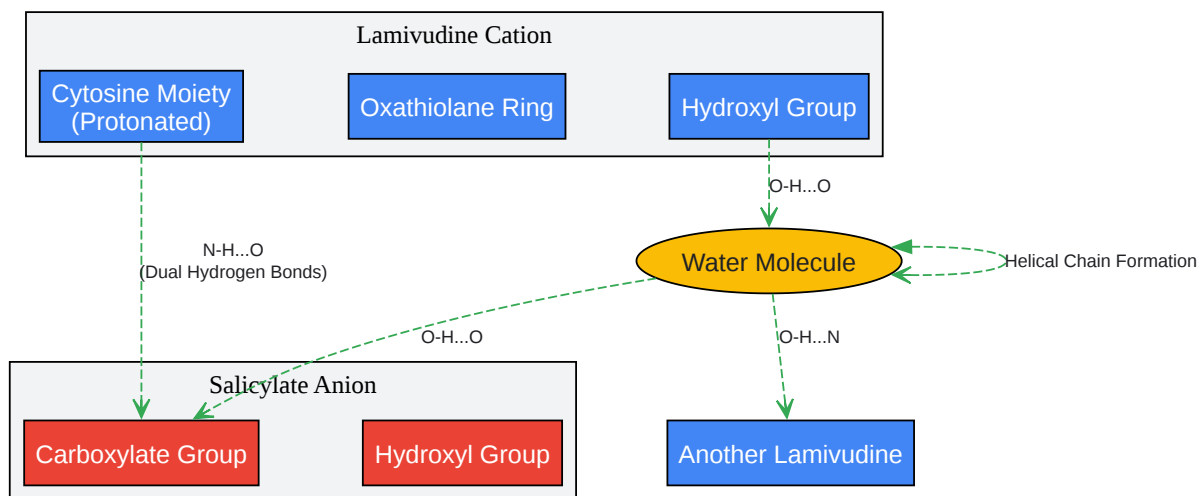 Lamivudine Cation
Cytosine Moiety
(Protonated)
Oxathiolane Ring
Hydroxyl Group
O-H...O
N-H...O
(Dual Hydrogen Bonds)
Water Molecule
Helical Chain Formation
O-H...O
O-H...N
Salicylate Anion
Carboxylate Group
Hydroxyl Group
Another Lamivudine